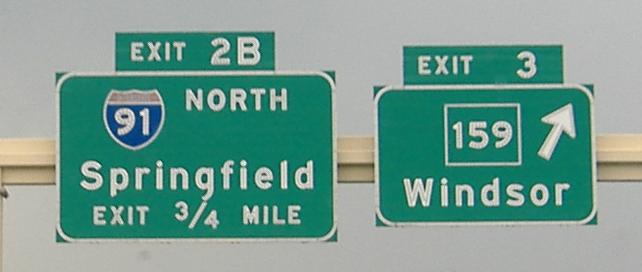 EXIT 2B
91 NORTH
Springfield
EXIT 3/4 MILE
EXIT 3
159
Windsor